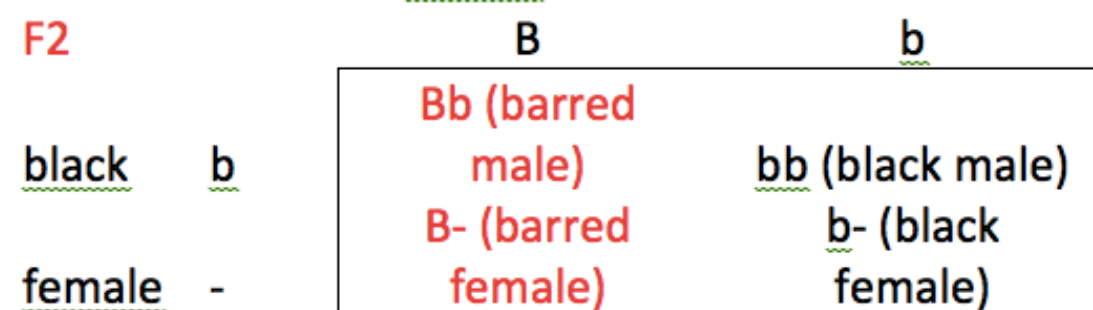 F2 B b
Bb (barred
black b male) bb (black male)
B- (barred b- (black
female - female) female)